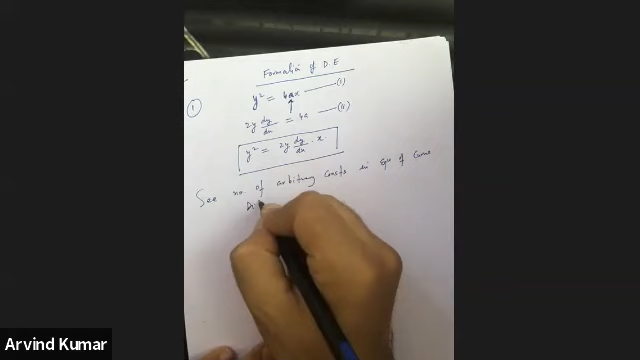 Formation of D.E
① y² = 4ax —— (i)
2y dy/dx = 4a —— (ii)
y² = 2y dy/dx · x.
See no. of arbitrary consts in eqn of Curve
Di
Arvind Kumar